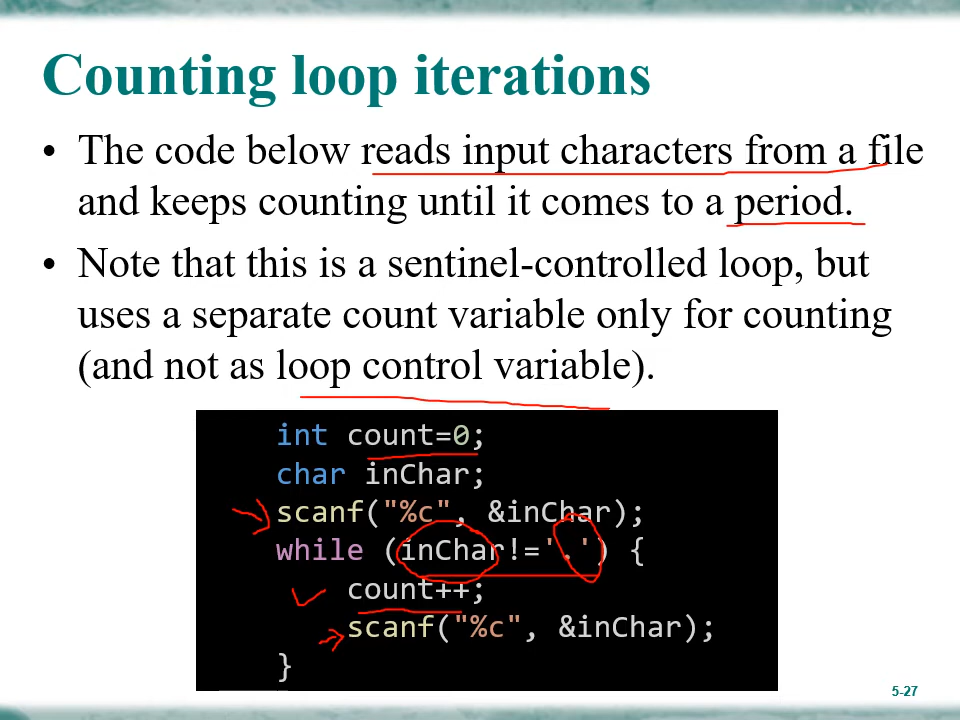 Counting loop iterations
• The code below reads input characters from a file
and keeps counting until it comes to a period.
• Note that this is a sentinel-controlled loop, but
uses a separate count variable only for counting
(and not as loop control variable).
int count=0;
char inChar;
scanf("%c", &inChar);
while (inChar!='.') {
count++;
scanf("%c", &inChar);
}
5-27